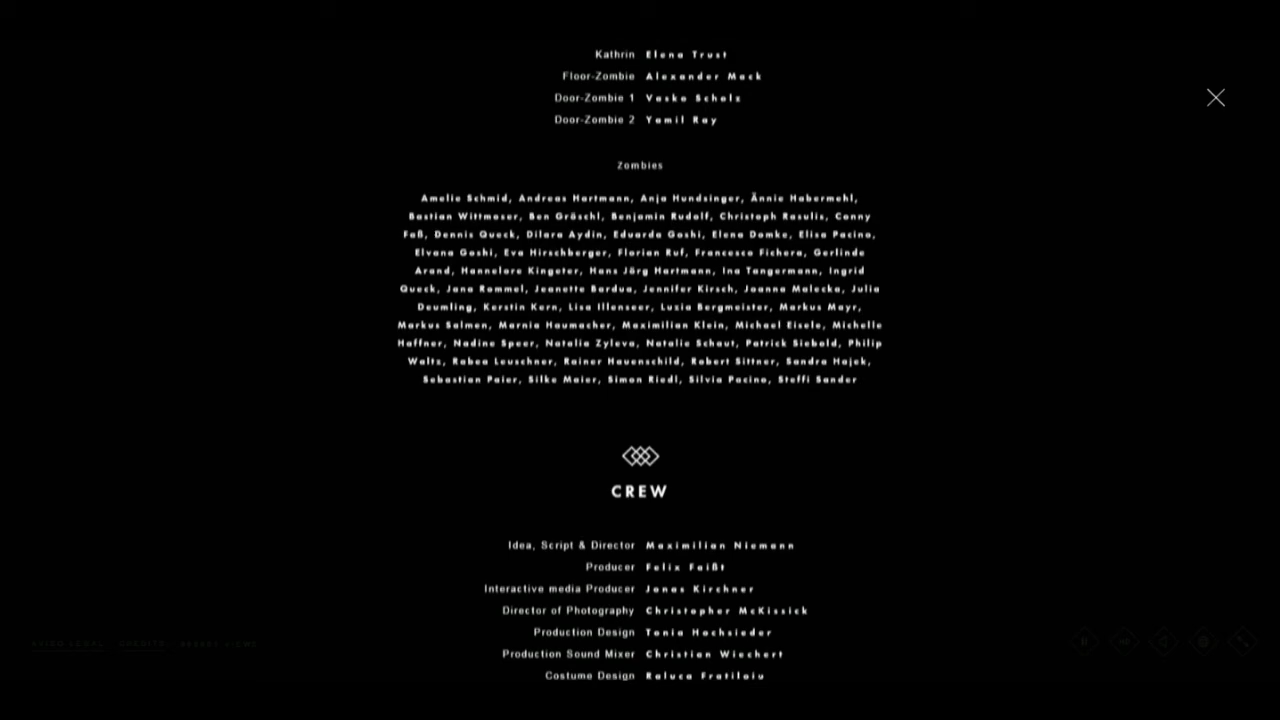 Kathrin Elena Trust
Floor-Zombie Alexander Mack
Door-Zombie 1 Vasko Scholz
Door-Zombie 2 Yamil Ray
Zombies
Amelie Schmid, Andreas Hartmann, Anja Hundsinger, Ännie Habermehl,
Bastian Wittmoser, Ben Gröschl, Benjamin Rudolf, Christoph Rasulis, Conny
Faß, Dennis Queck, Dilara Aydin, Eduarda Goshi, Elena Domke, Elisa Pacino,
Elvana Goshi, Eva Hirschberger, Florian Ruf, Francesco Fichera, Gerlinde
Arand, Hannelore Kingeter, Hans Jörg Hartmann, Ina Tangermann, Ingrid
Queck, Jana Rommel, Jeanette Bardua, Jennifer Kirsch, Joanna Malecka, Julia
Deumling, Kerstin Kern, Lisa Illenseer, Luzia Bergmeister, Markus Mayr,
Markus Salmen, Marnia Haumacher, Maximilian Klein, Michael Eisele, Michelle
Haffner, Nadine Speer, Natalia Zyleva, Natalie Schaut, Patrick Siebold, Philip
Waltz, Rabea Leuschner, Rainer Hauenschild, Robert Sittner, Sandra Hajek,
Sebastian Paier, Silke Maier, Simon Riedl, Silvia Pacino, Steffi Sander
CREW
Idea, Script & Director Maximilian Niemann
Producer Felix Faißt
Interactive media Producer Jonas Kirchner
Director of Photography Christopher McKissick
Production Design Tonia Hochsieder
Production Sound Mixer Christian Wiechert
Costume Design Raluca Fratiloiu
AVISO LEGAL CREDITS